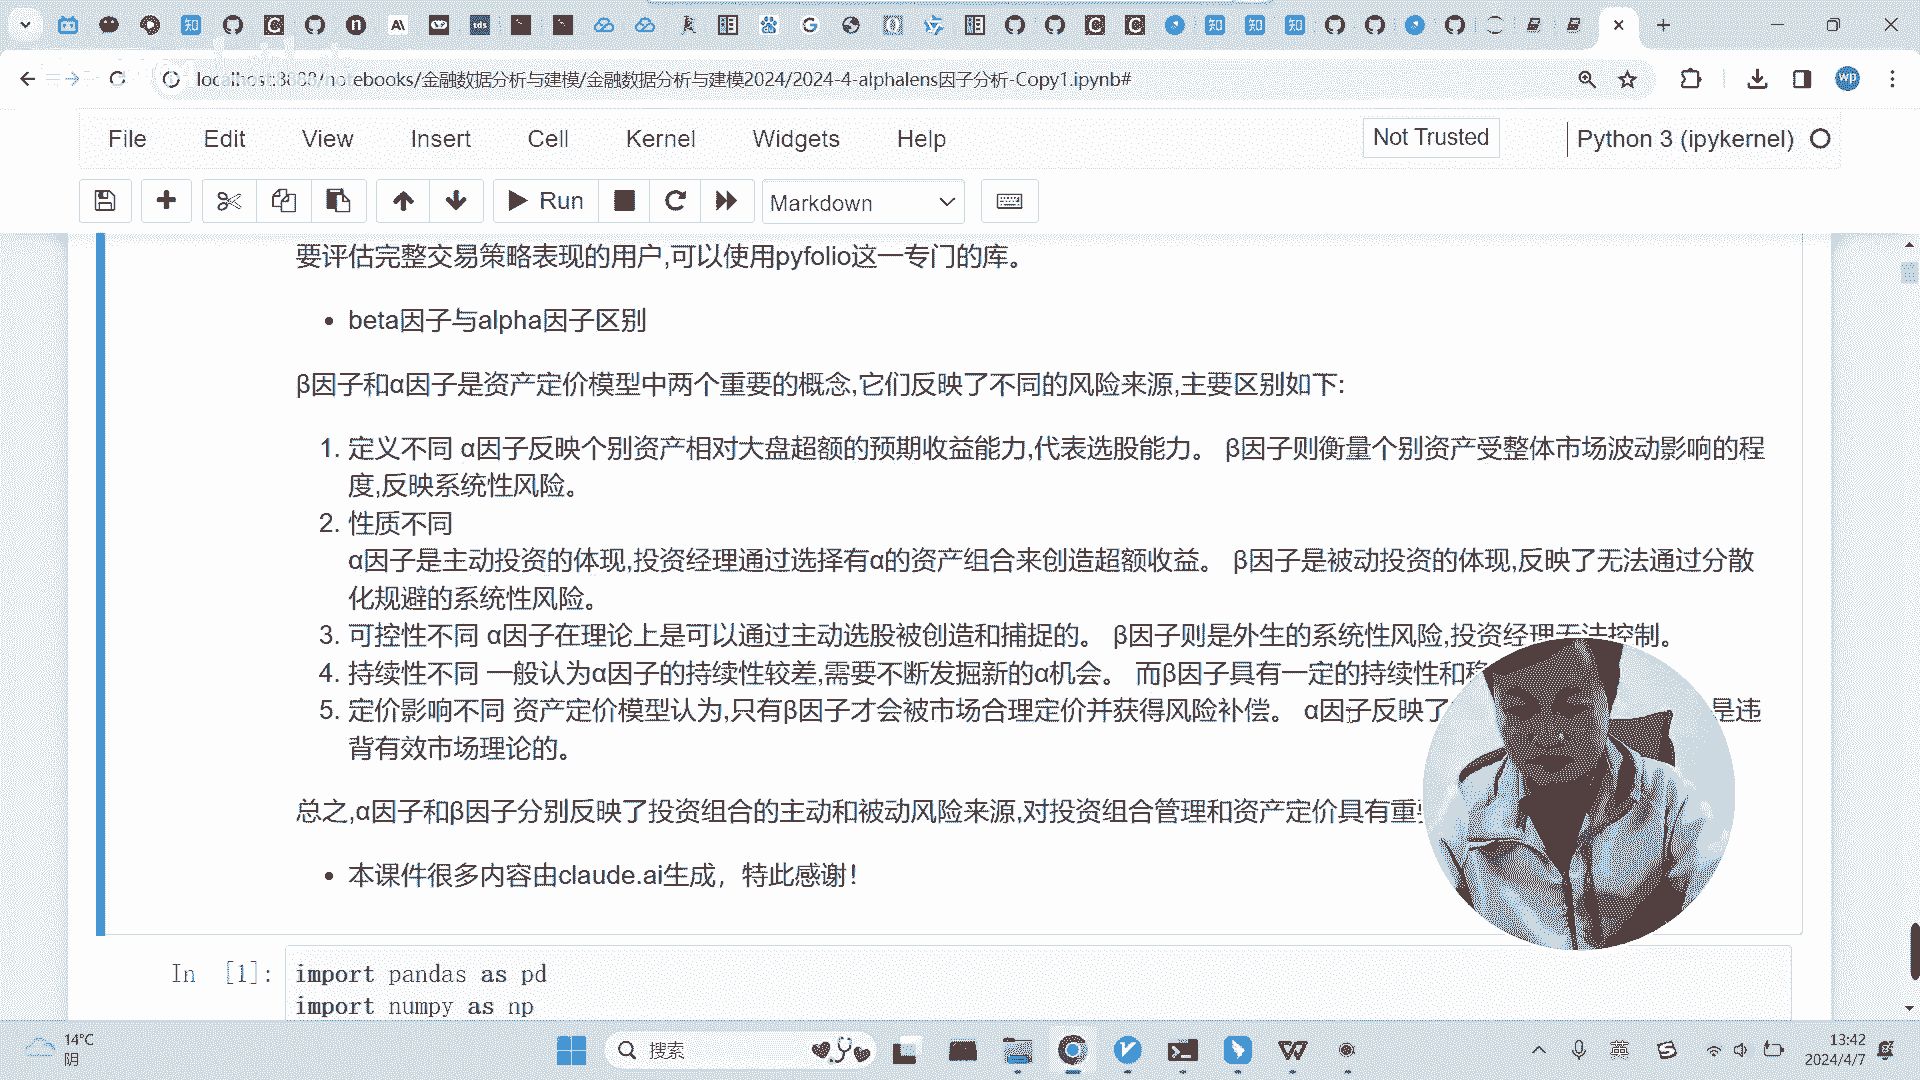 localhost:8888/notebooks/金融数据分析与建模/金融数据分析与建模2024/2024-4-alphalens因子分析-Copy1.ipynb#
File Edit View Insert Cell Kernel Widgets Help Not Trusted Python 3 (ipykernel)
Run Markdown
要评估完整交易策略表现的用户,可以使用pyfolio这一专门的库。
• beta因子与alpha因子区别
β因子和α因子是资产定价模型中两个重要的概念,它们反映了不同的风险来源,主要区别如下:
1. 定义不同 α因子反映个别资产相对大盘超额的预期收益能力,代表选股能力。 β因子则衡量个别资产受整体市场波动影响的程
度,反映系统性风险。
2. 性质不同
α因子是主动投资的体现,投资经理通过选择有α的资产组合来创造超额收益。 β因子是被动投资的体现,反映了无法通过分散
化规避的系统性风险。
3. 可控性不同 α因子在理论上是可以通过主动选股被创造和捕捉的。 β因子则是外生的系统性风险,投资经理无法控制。
4. 持续性不同 一般认为α因子的持续性较差,需要不断发掘新的α机会。 而β因子具有一定的持续性和
5. 定价影响不同 资产定价模型认为,只有β因子才会被市场合理定价并获得风险补偿。 α因子反映了 是违
背有效市场理论的。
总之,α因子和β因子分别反映了投资组合的主动和被动风险来源,对投资组合管理和资产定价具有重
• 本课件很多内容由claude.ai生成，特此感谢!
In [1]: import pandas as pd
import numpy as np
14°C
阴
搜索
英
13:42
2024/4/7